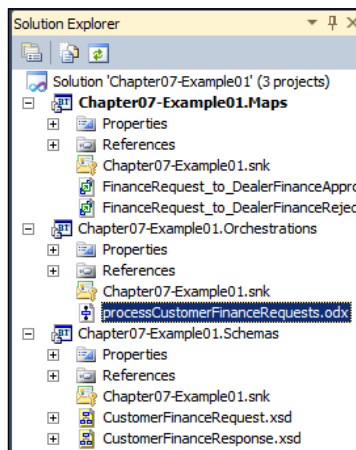 Solution Explorer
Solution 'Chapter07-Example01' (3 projects)
Chapter07-Example01.Maps
Properties
References
Chapter07-Example01.snk
FinanceRequest_to_DealerFinanceAppro
FinanceRequest_to_DealerFinanceRejec
Chapter07-Example01.Orchestrations
Properties
References
Chapter07-Example01.snk
processCustomerFinanceRequests.odx
Chapter07-Example01.Schemas
Properties
References
Chapter07-Example01.snk
CustomerFinanceRequest.xsd
CustomerFinanceResponse.xsd